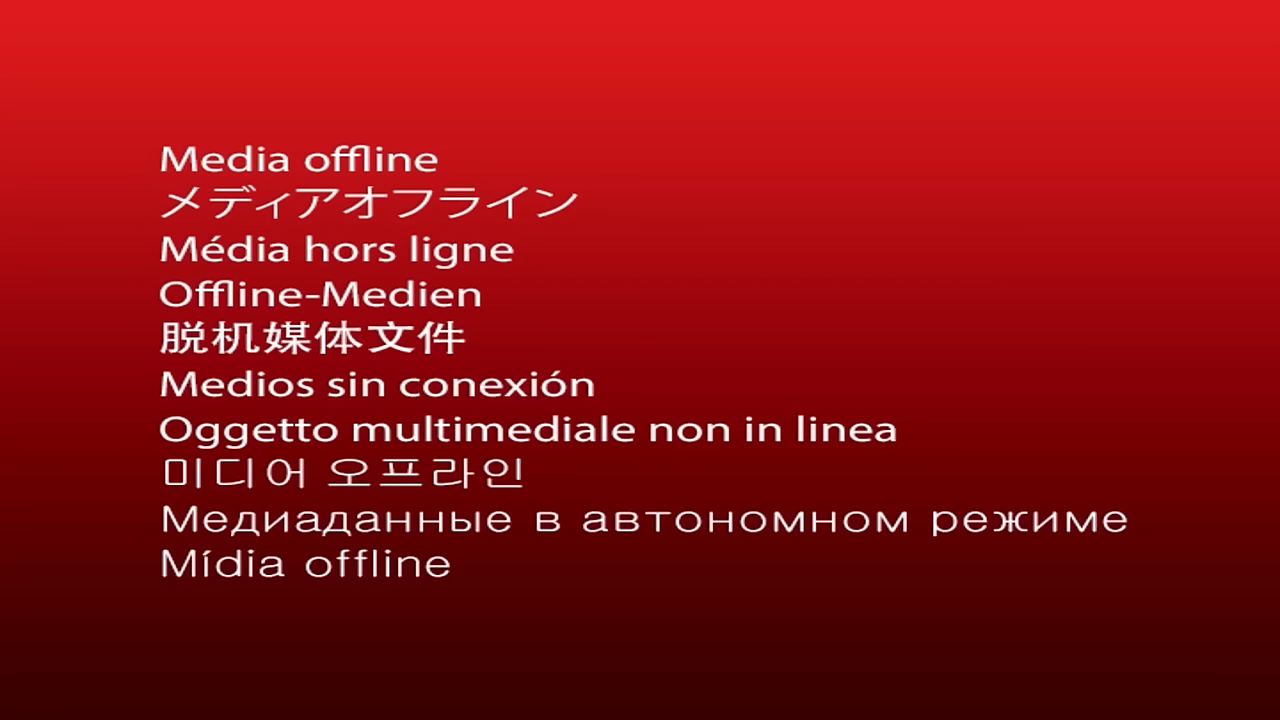 Media offline
メディアオフライン
Média hors ligne
Offline-Medien
脱机媒体文件
Medios sin conexión
Oggetto multimediale non in linea
미디어 오프라인
Медиаданные в автономном режиме
Mídia offline